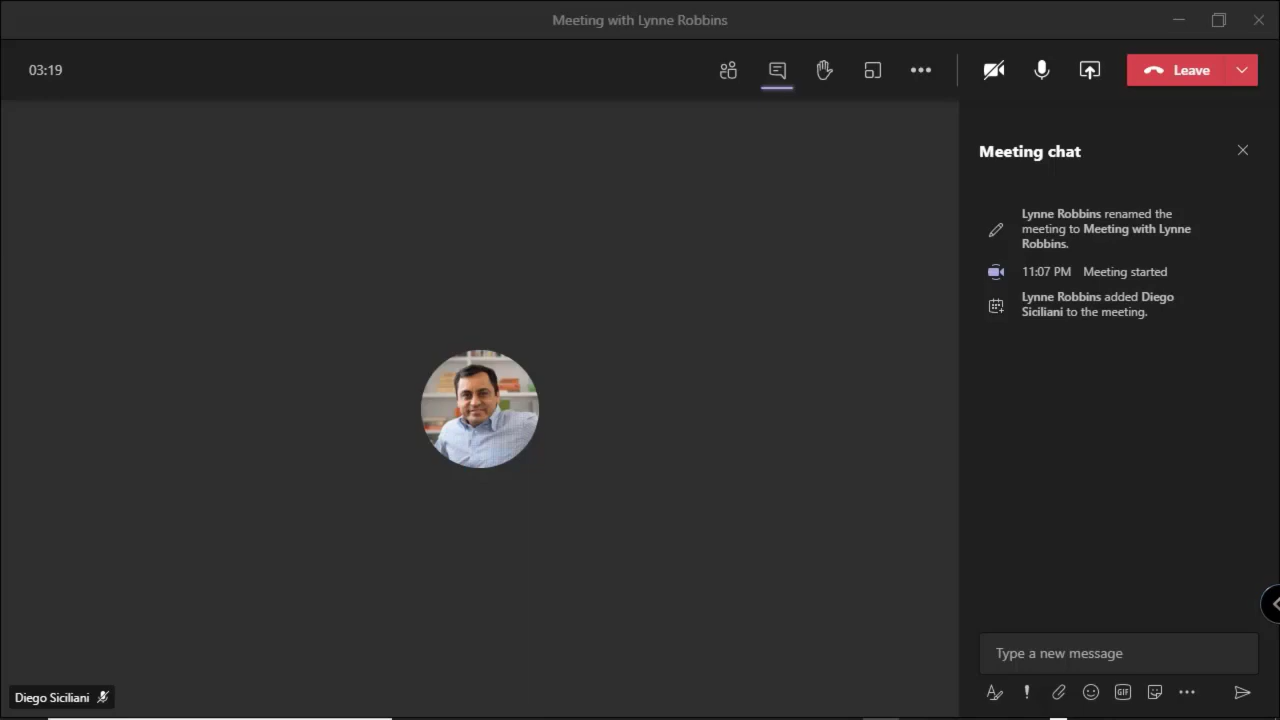 Meeting with Lynne Robbins
03:19
Leave
Meeting chat
Lynne Robbins renamed the
meeting to Meeting with Lynne
Robbins.
11:07 PM Meeting started
Lynne Robbins added Diego
Siciliani to the meeting.
Type a new message
GIF
Diego Siciliani